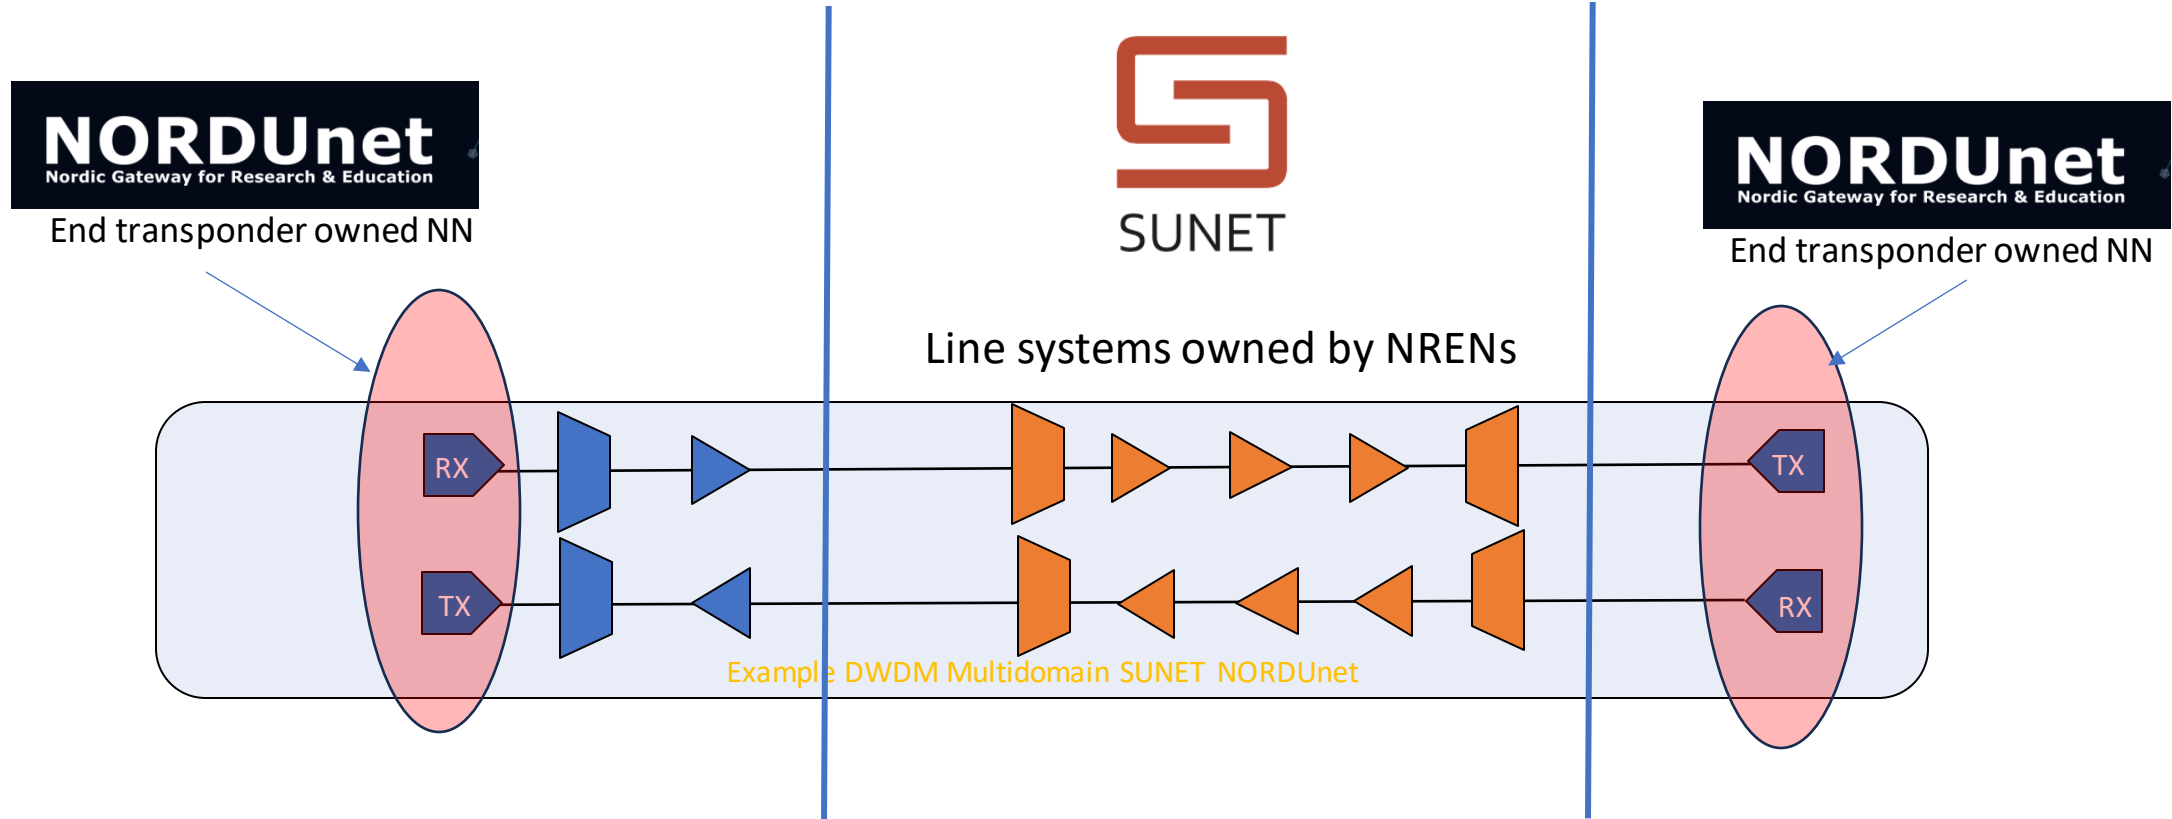 NORDUnet
Nordic Gateway for Research & Education
End transponder owned NN
SUNET
NORDUnet
Nordic Gateway for Research & Education
End transponder owned NN
Line systems owned by NRENs
RX
TX
TX
RX
Example DWDM Multidomain SUNET NORDUnet